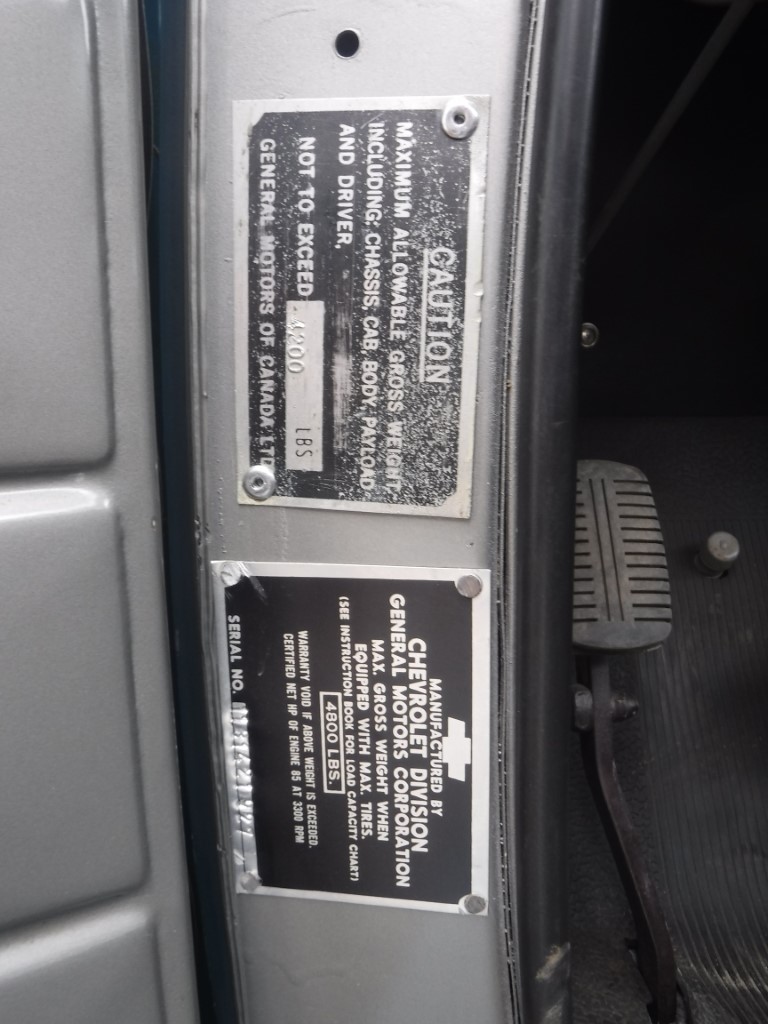 CAUTION
MAXIMUM ALLOWABLE GROSS WEIGHT
INCLUDING; CHASSIS, CAB, BODY, PAYLOAD
AND DRIVER,
NOT TO EXCEED 4200 LBS
GENERAL MOTORS OF CANADA LTD
MANUFACTURED BY
CHEVROLET DIVISION
GENERAL MOTORS CORPORATION
MAX. GROSS WEIGHT WHEN
EQUIPPED WITH MAX. TIRES.
4800 LBS.
(SEE INSTRUCTION BOOK FOR LOAD CAPACITY CHART)
WARRANTY VOID IF ABOVE WEIGHT IS EXCEEDED.
CERTIFIED NET HP OF ENGINE 85 AT 3300 RPM
SERIAL NO.